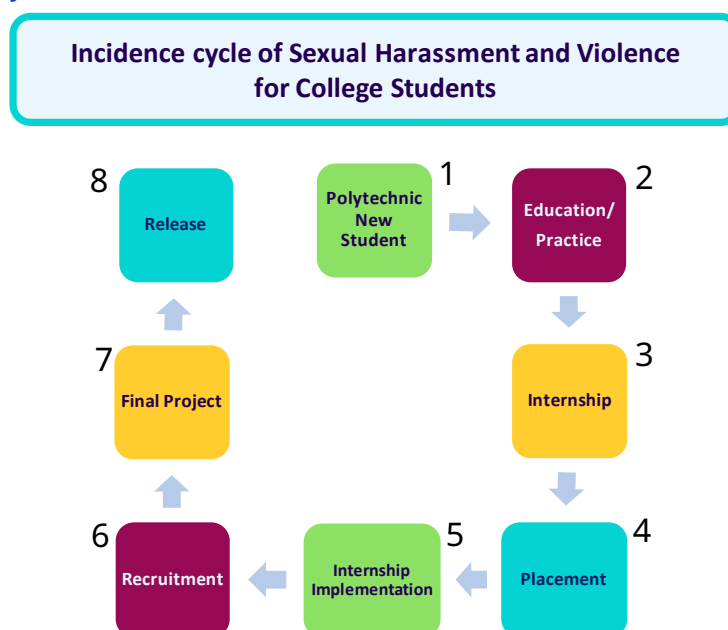 Incidence cycle of Sexual Harassment and Violence
for College Students
1
Polytechnic
New
Student
2
Education/
Practice
3
Internship
4
Placement
5
Internship
Implementation
6
Recruitment
7
Final Project
8
Release